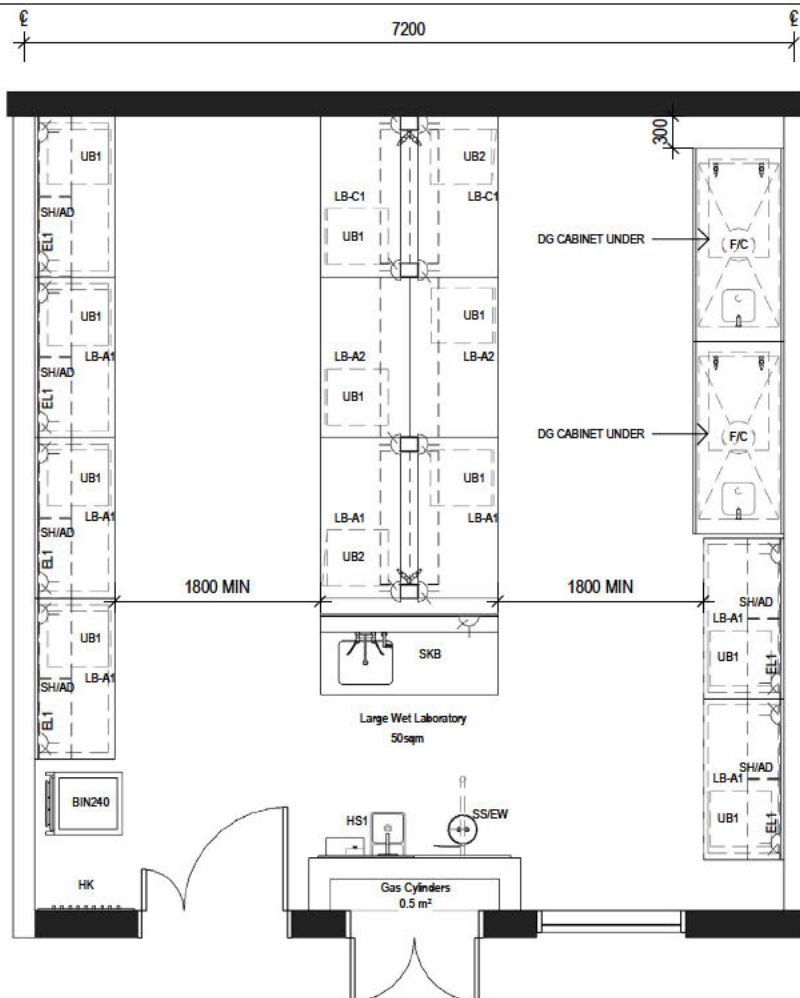 ℄ ℄
7200
300
UB1
SH/AD
EL1
UB1
LB-A1
SH/AD
EL1
UB1
LB-A1
SH/AD
EL1
UB1
LB-A1
SH/AD
EL1
UB2
LB-C1 LB-C1
UB1
UB1
LB-A2 LB-A2
UB1
UB1
LB-A1 LB-A1
UB2
DG CABINET UNDER
F/C
DG CABINET UNDER
F/C
1800 MIN 1800 MIN
SH/AD
LB-A1
UB1
EL1
SH/AD
LB-A1
UB1
EL1
SKB
Large Wet Laboratory
50sqm
BIN240
HS1
SS/EW
HK
Gas Cylinders
0.5 m²